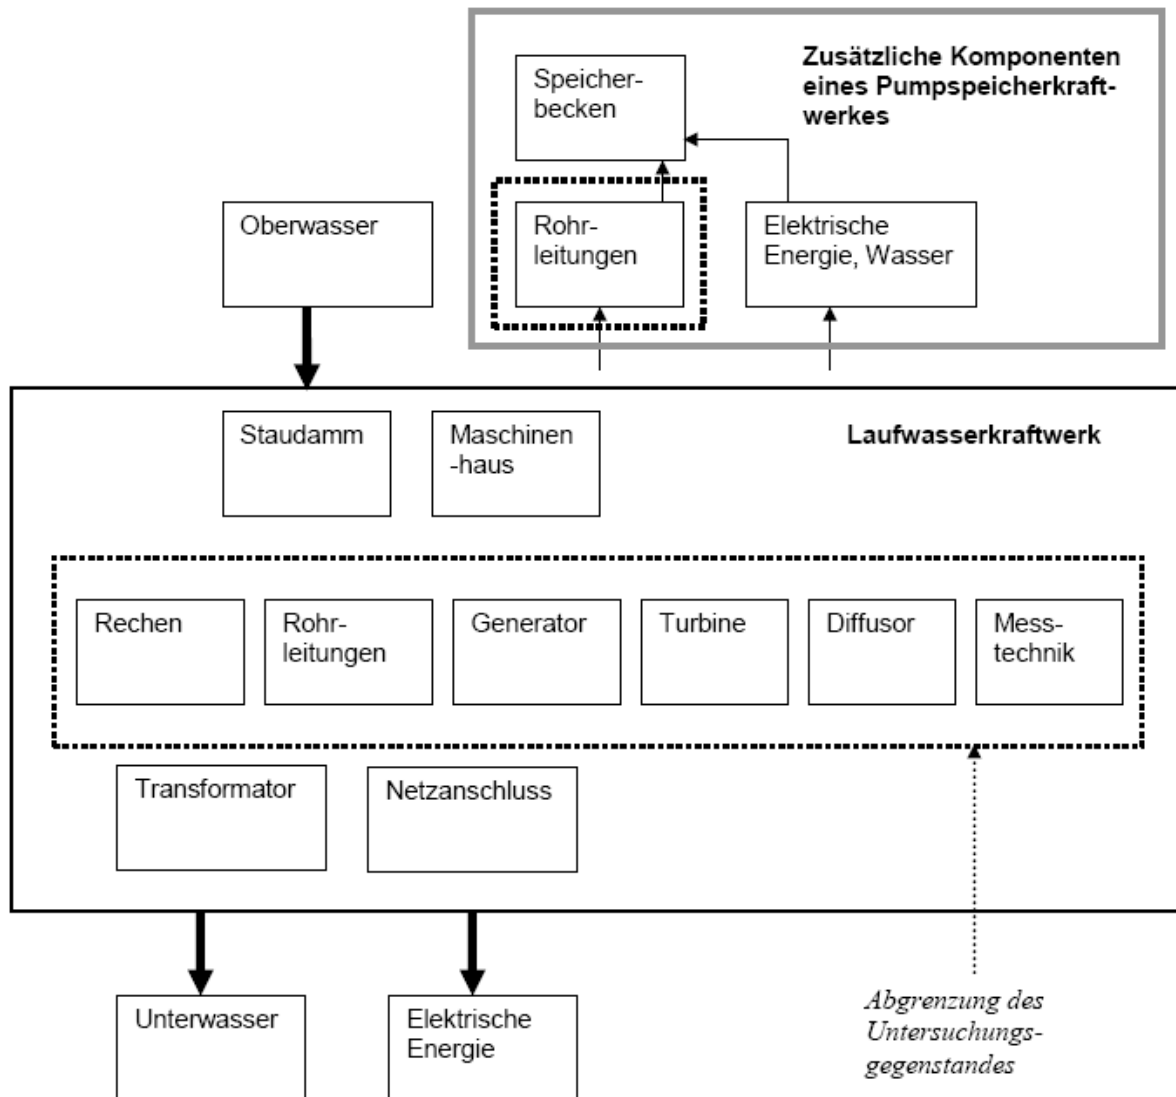 Zusätzliche Komponenten
eines Pumpspeicherkraft-
werkes
Speicher-
becken
Oberwasser
Rohr-
leitungen
Elektrische
Energie, Wasser
Staudamm
Maschinen
-haus
Laufwasserkraftwerk
Rechen
Rohr-
leitungen
Generator
Turbine
Diffusor
Mess-
technik
Transformator
Netzanschluss
Unterwasser
Elektrische
Energie
Abgrenzung des
Untersuchungs-
gegenstandes